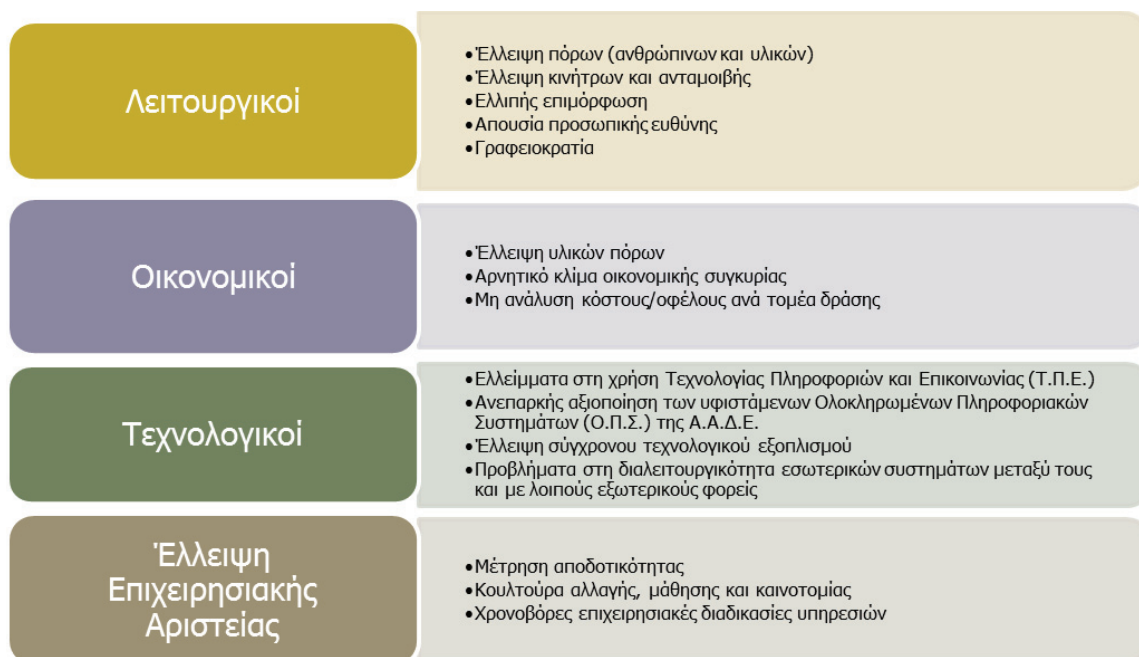 Λειτουργικοί
•Έλλειψη πόρων (ανθρώπινων και υλικών)
•Έλλειψη κινήτρων και ανταμοιβής
•Ελλιπής επιμόρφωση
•Απουσία προσωπικής ευθύνης
•Γραφειοκρατία
Οικονομικοί
•Έλλειψη υλικών πόρων
•Αρνητικό κλίμα οικονομικής συγκυρίας
•Μη ανάλυση κόστους/οφέλους ανά τομέα δράσης
Τεχνολογικοί
•Ελλείμματα στη χρήση Τεχνολογίας Πληροφοριών και Επικοινωνίας (Τ.Π.Ε.)
•Ανεπαρκής αξιοποίηση των υφιστάμενων Ολοκληρωμένων Πληροφοριακών
Συστημάτων (Ο.Π.Σ.) της Α.Α.Δ.Ε.
•Έλλειψη σύγχρονου τεχνολογικού εξοπλισμού
•Προβλήματα στη διαλειτουργικότητα εσωτερικών συστημάτων μεταξύ τους
και με λοιπούς εξωτερικούς φορείς
Έλλειψη
Επιχειρησιακής
Αριστείας
•Μέτρηση αποδοτικότητας
•Κουλτούρα αλλαγής, μάθησης και καινοτομίας
•Χρονοβόρες επιχειρησιακές διαδικασίες υπηρεσιών